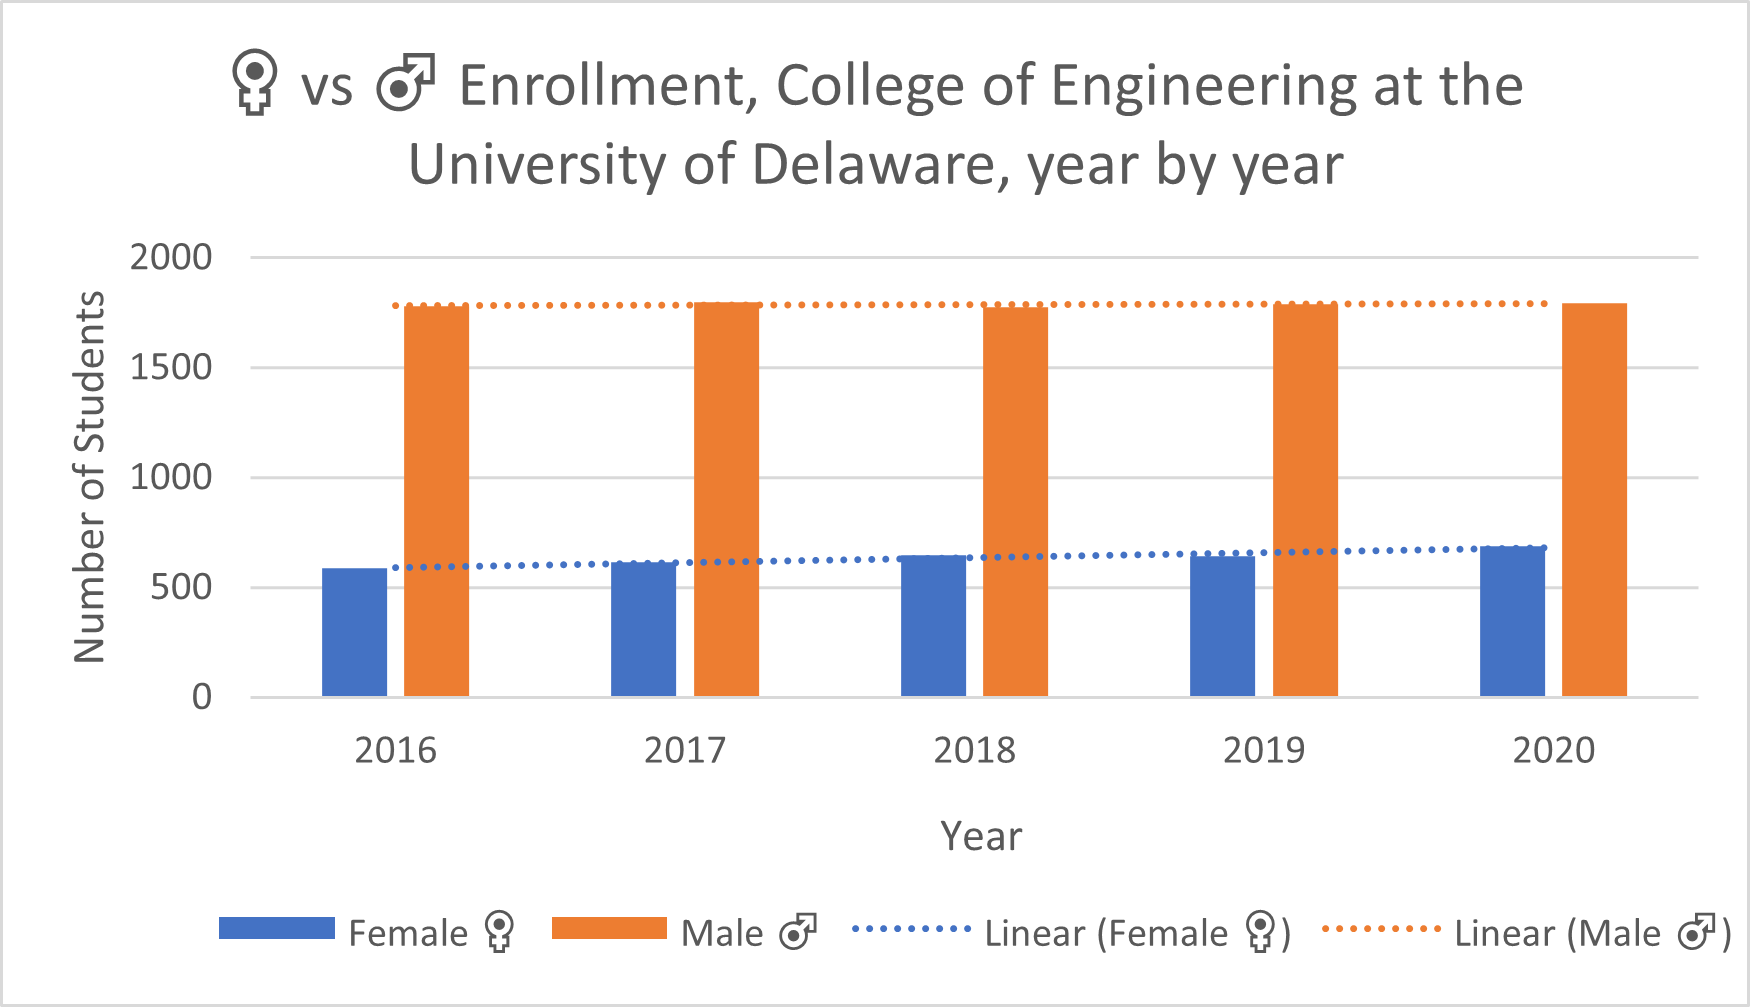 ♀ vs ♂ Enrollment, College of Engineering at the
University of Delaware, year by year
Number of Students
2000
1500
1000
500
0
2016 2017 2018 2019 2020
Year
Female ♀ Male ♂ Linear (Female ♀) Linear (Male ♂)